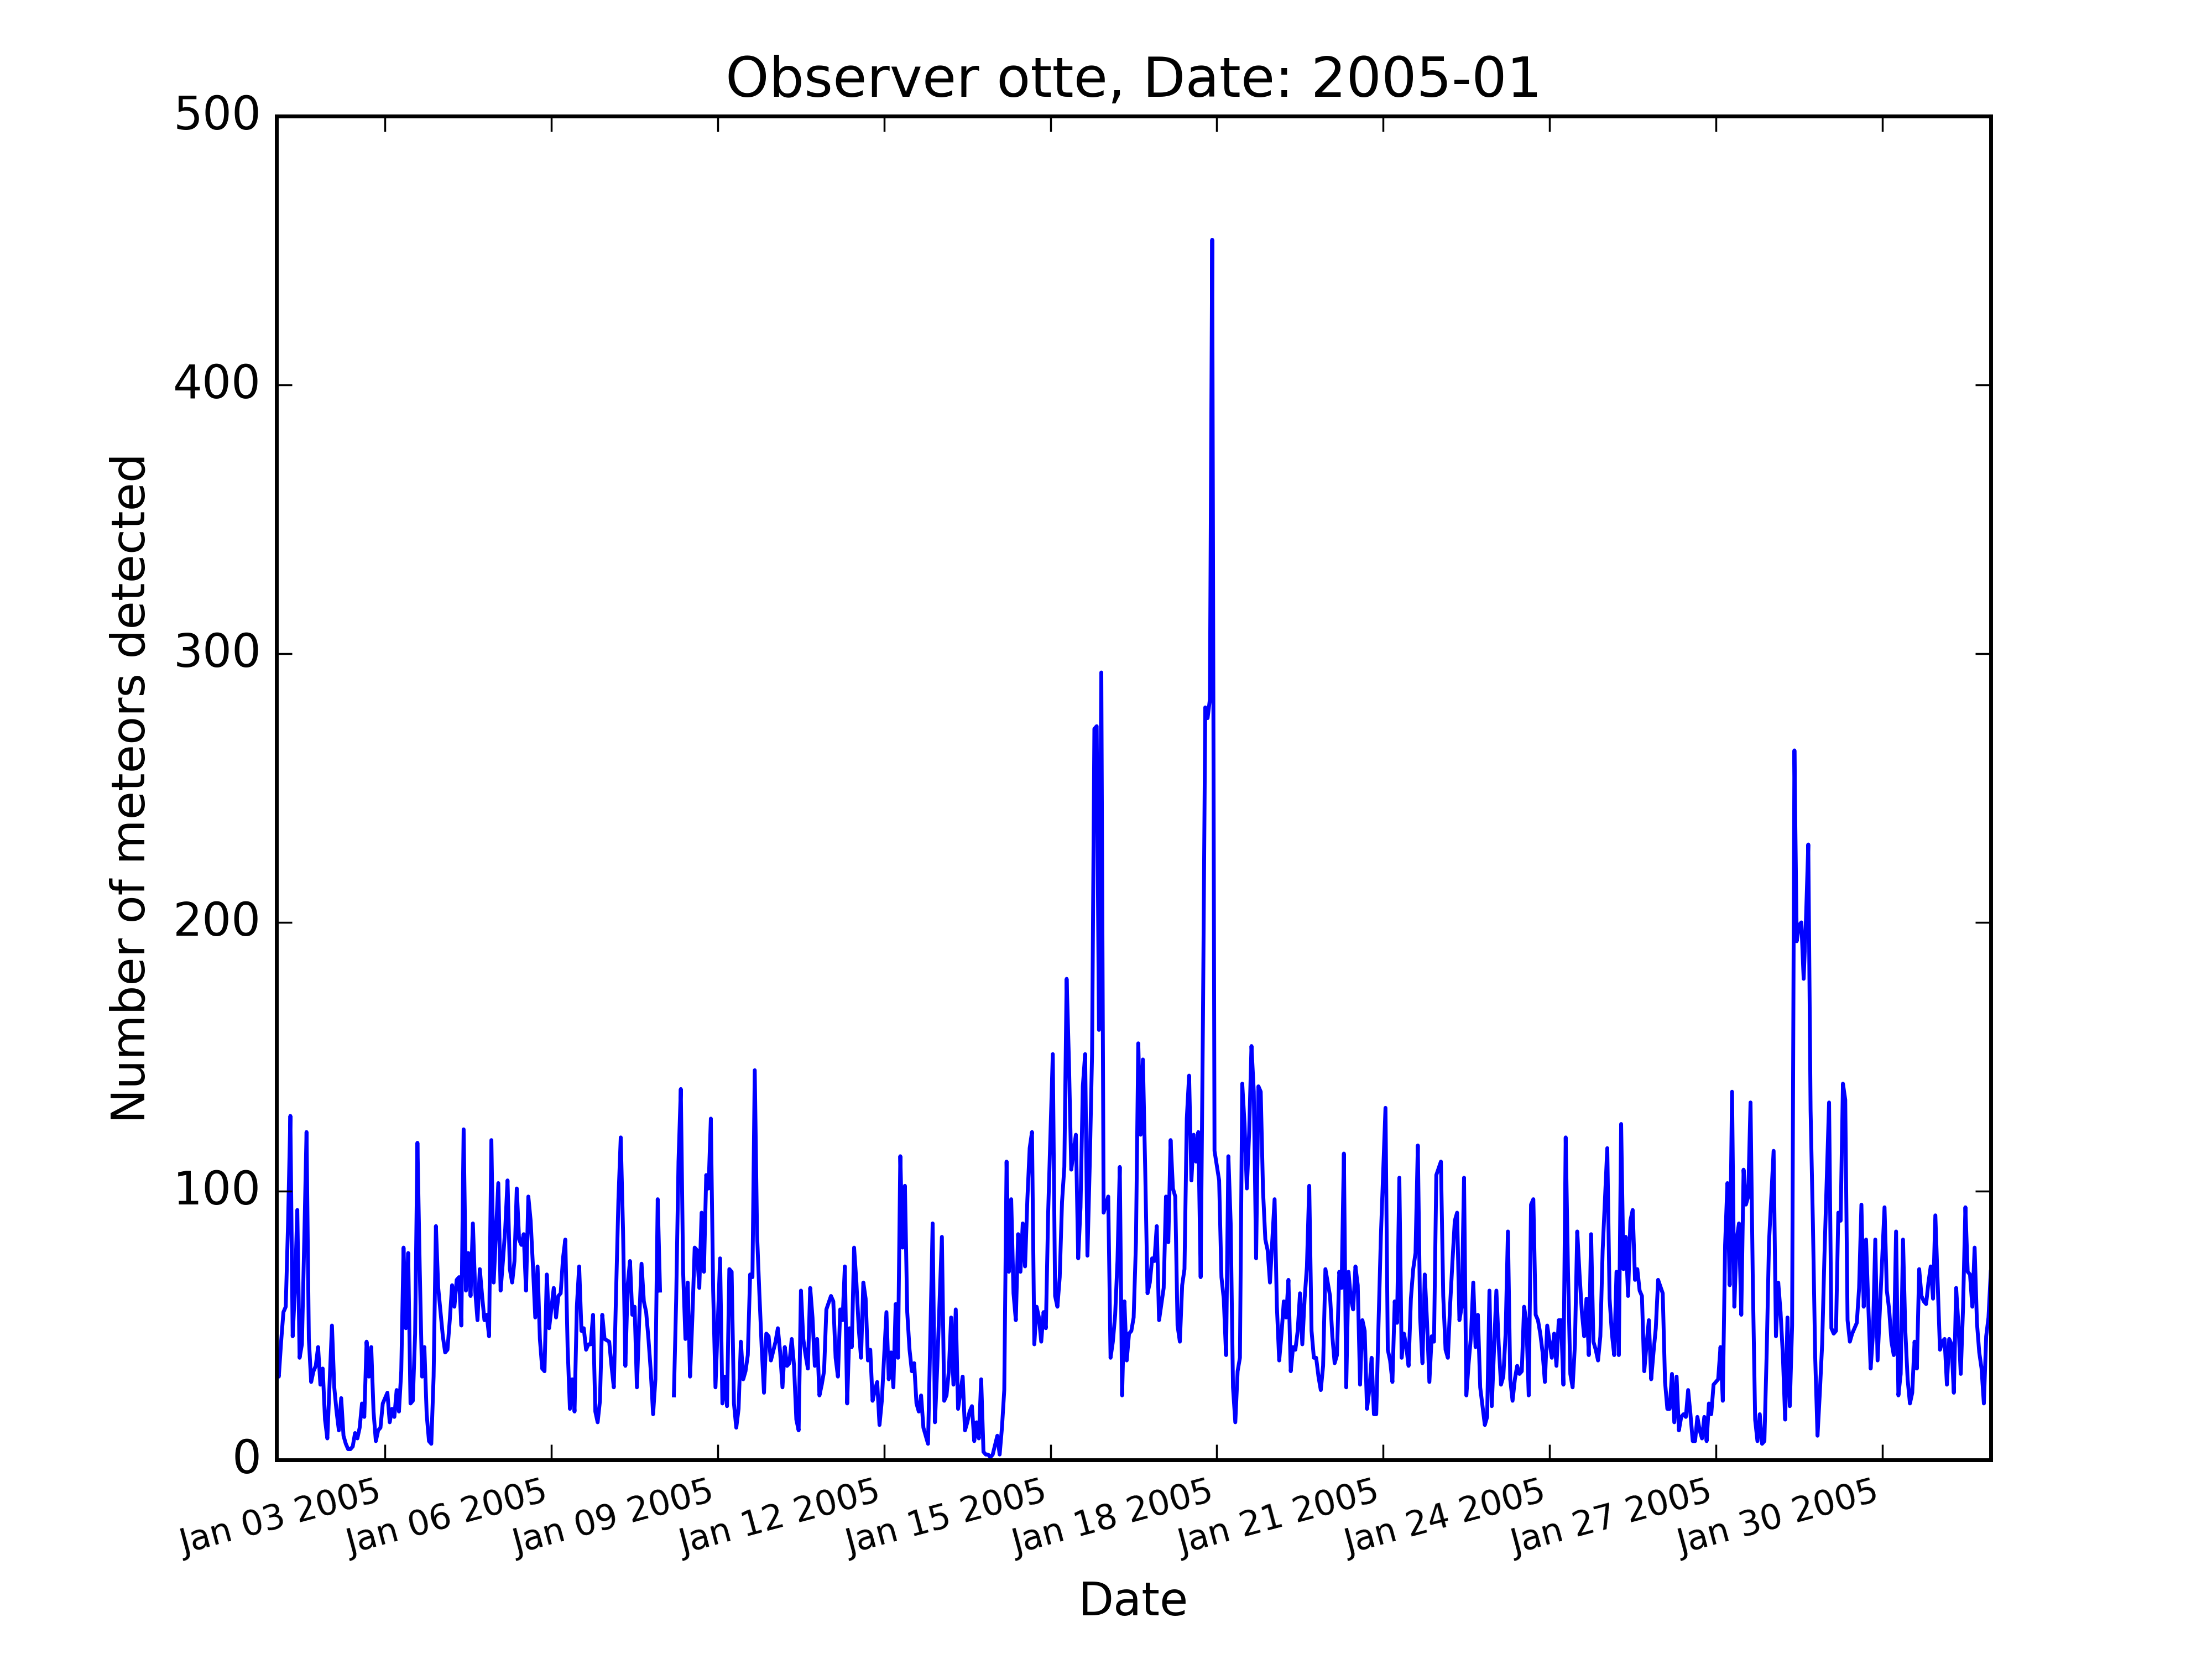 Observer otte, Date: 2005-01
500
400
300
200
100
0
Number of meteors detected
Jan 03 2005
Jan 06 2005
Jan 09 2005
Jan 12 2005
Jan 15 2005
Jan 18 2005
Jan 21 2005
Jan 24 2005
Jan 27 2005
Jan 30 2005
Date